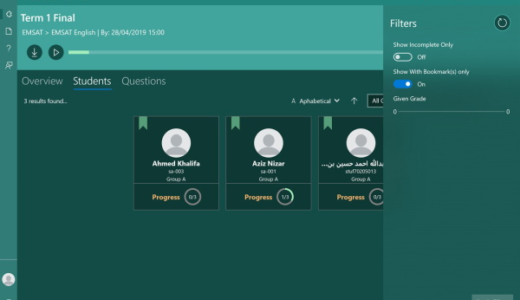 Term 1 Final
EMSAT > EMSAT English | By: 28/04/2019 15:00
Overview Students Questions
3 results found...
A Aphabetical
All
Ahmed Khalifa
sa-003
Group A
Progress 0/3
Aziz Nizar
sa-001
Group A
Progress 1/3
عبدالله احمد حسين بن...
stuf70205013
Group A
Progress 0/3
Filters
Show Incomplete Only
Off
Show With Bookmark(s) only
On
Given Grade
0 0